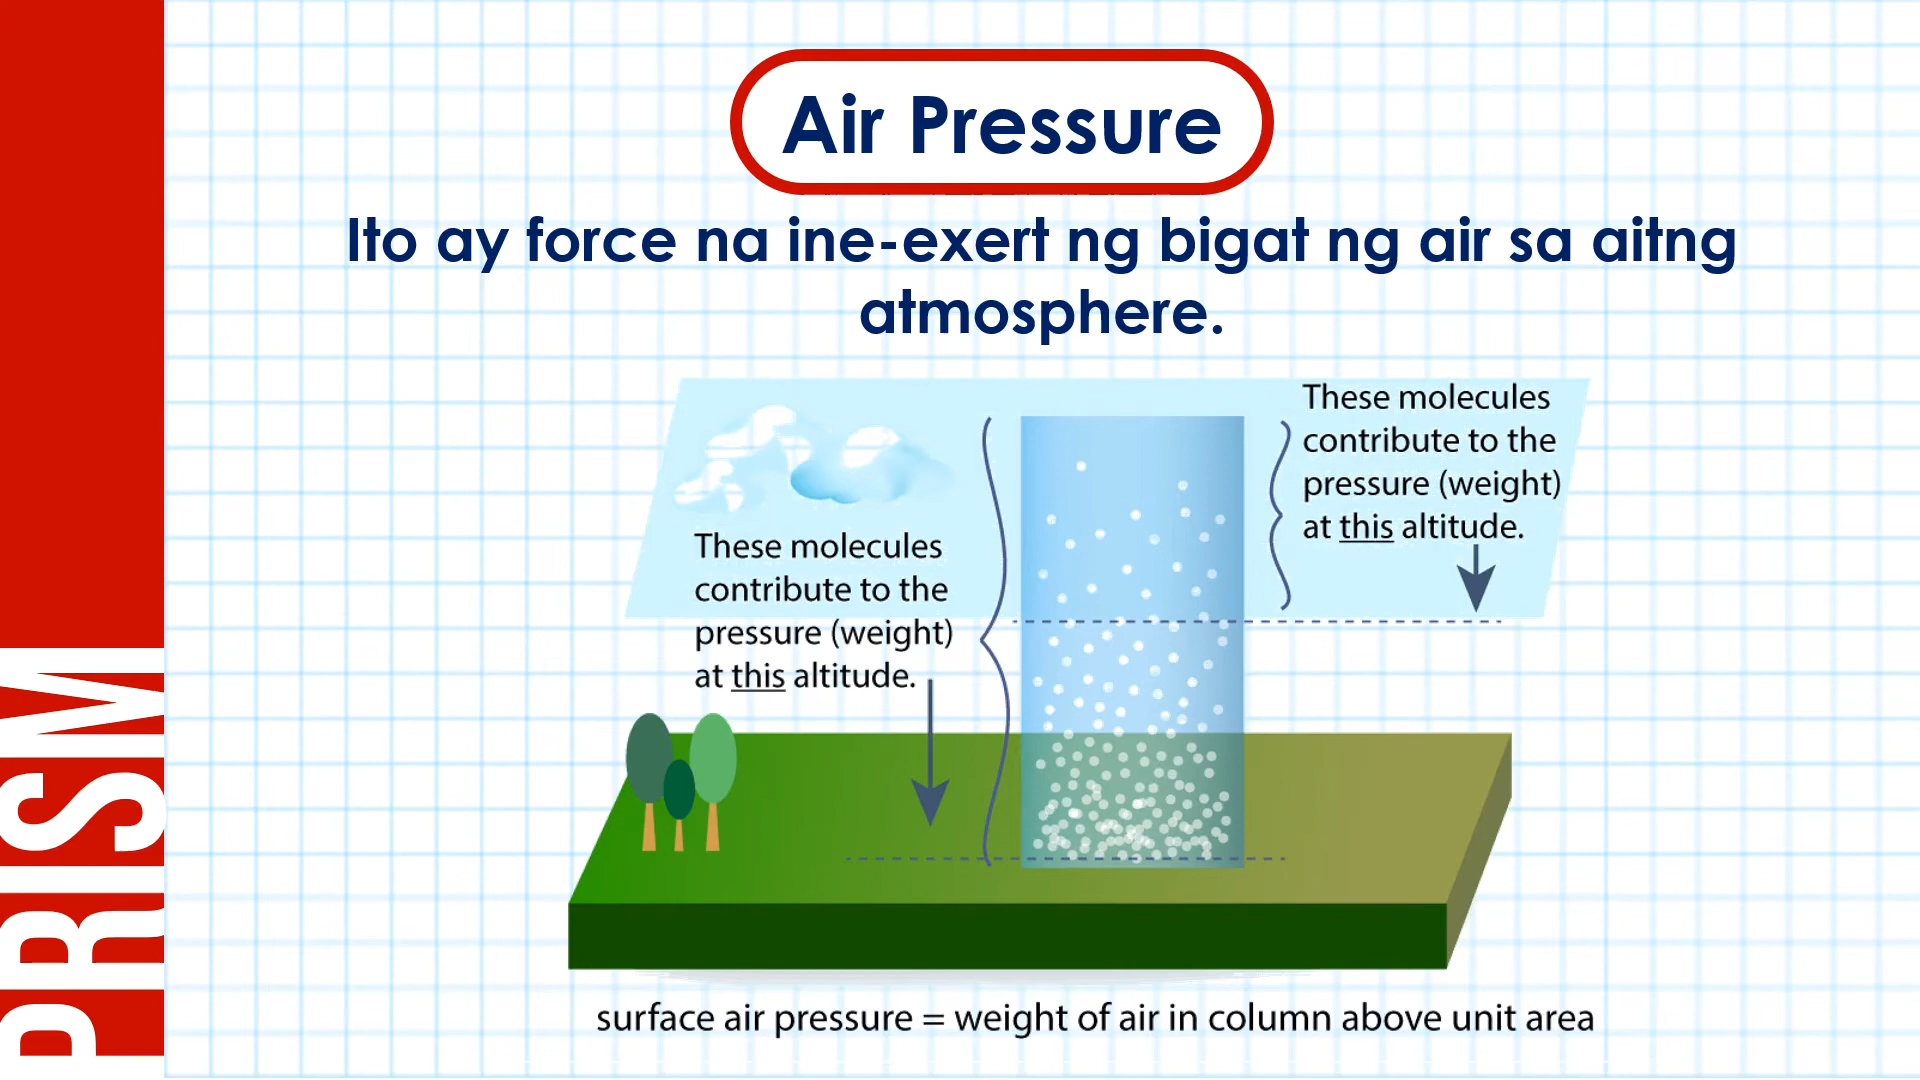 Air Pressure
Ito ay force na ine-exert ng bigat ng air sa aitng
atmosphere.
These molecules
contribute to the
pressure (weight)
at this altitude.
These molecules
contribute to the
pressure (weight)
at this altitude.
surface air pressure = weight of air in column above unit area
PRISM